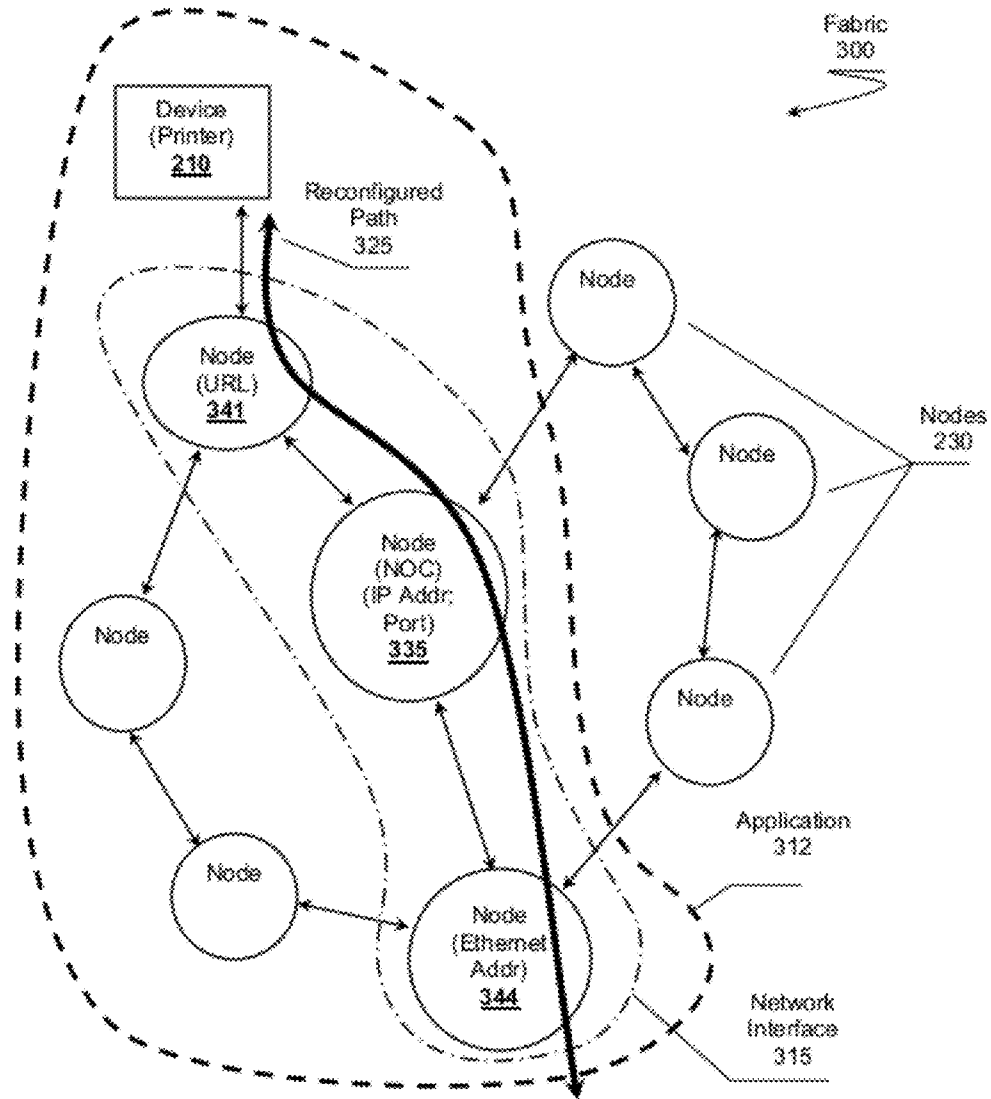 Fabric
300
Device
(Printer)
210
Reconfigured
Path
325
Node
Node
(URL)
341
Nodes
230
Node
Node
(NOC)
(IP Addr;
Port)
335
Node
Node
Application
312
Node
Node
(Ethernet
Addr)
344
Network
Interface
315